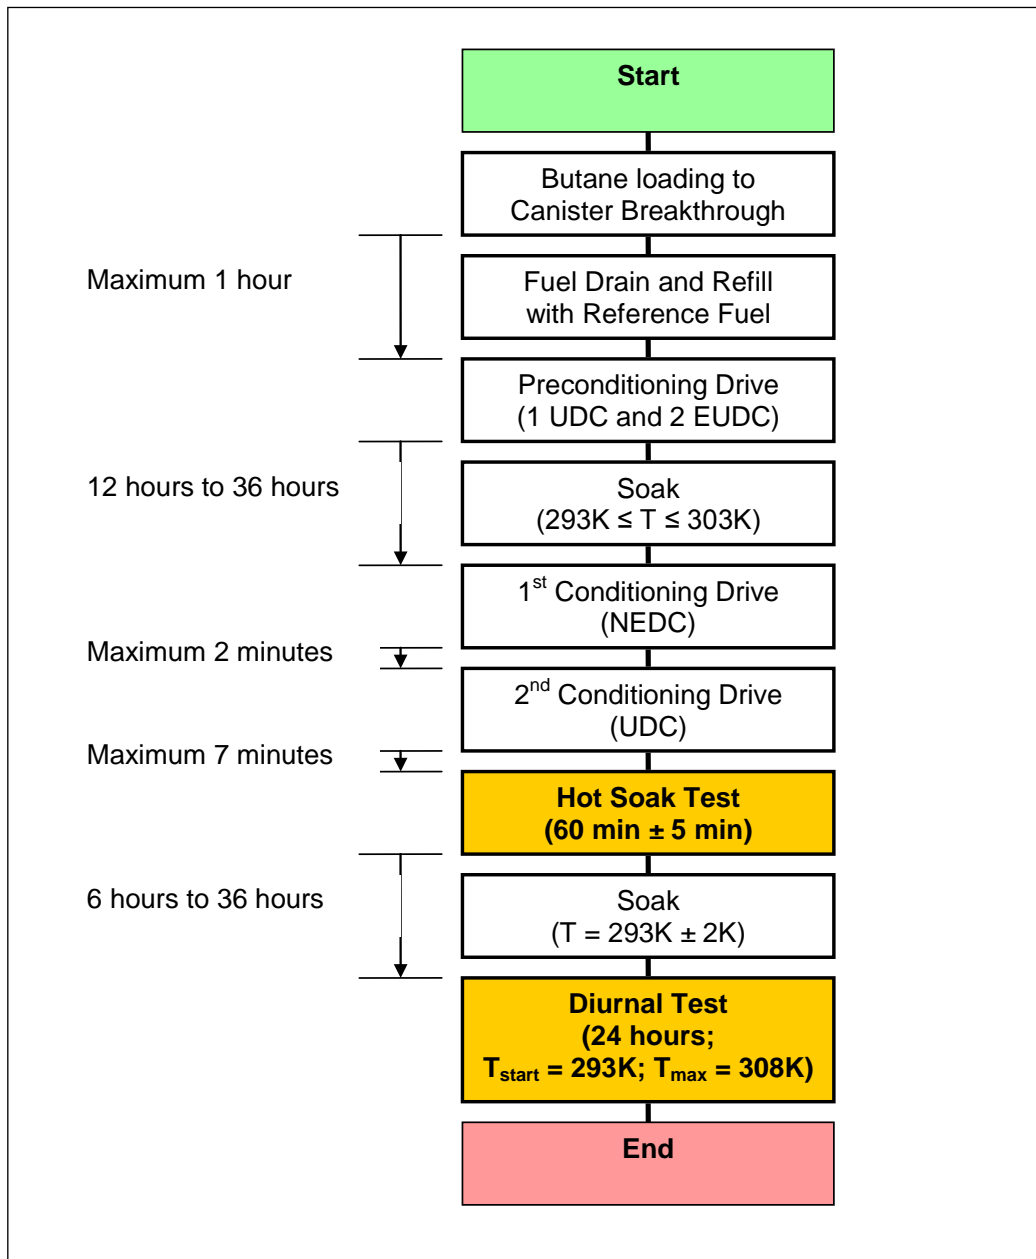 Start
Butane loading to
Canister Breakthrough
Maximum 1 hour
Fuel Drain and Refill
with Reference Fuel
Preconditioning Drive
(1 UDC and 2 EUDC)
12 hours to 36 hours
Soak
(293K ≤ T ≤ 303K)
1st Conditioning Drive
(NEDC)
Maximum 2 minutes
2nd Conditioning Drive
(UDC)
Maximum 7 minutes
Hot Soak Test
(60 min ± 5 min)
6 hours to 36 hours
Soak
(T = 293K ± 2K)
Diurnal Test
(24 hours;
Tstart = 293K; Tmax = 308K)
End